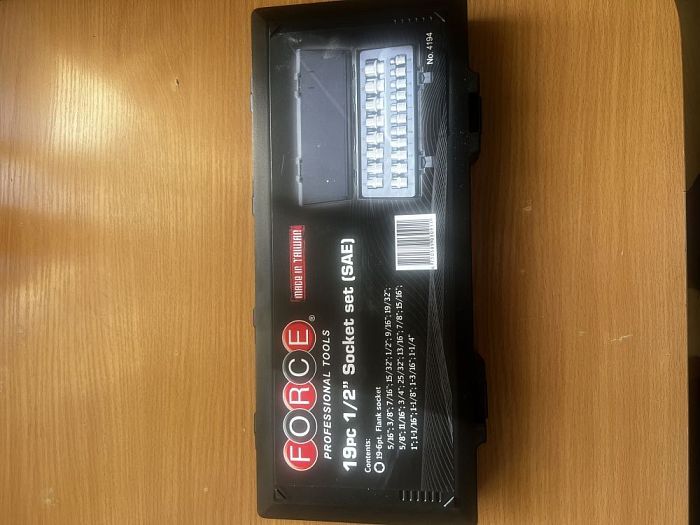 FORCE®
PROFESSIONAL TOOLS
MADE IN TAIWAN
19PC 1/2" Socket set (SAE)
Contents:
19-6pt. Flank socket
5/16"; 3/8"; 7/16"; 15/32"; 1/2"; 9/16"; 19/32";
5/8"; 11/16"; 3/4"; 25/32"; 13/16"; 7/8"; 15/16";
1"; 1-1/16"; 1-1/8"; 1-3/16"; 1-1/4"
No. 4194